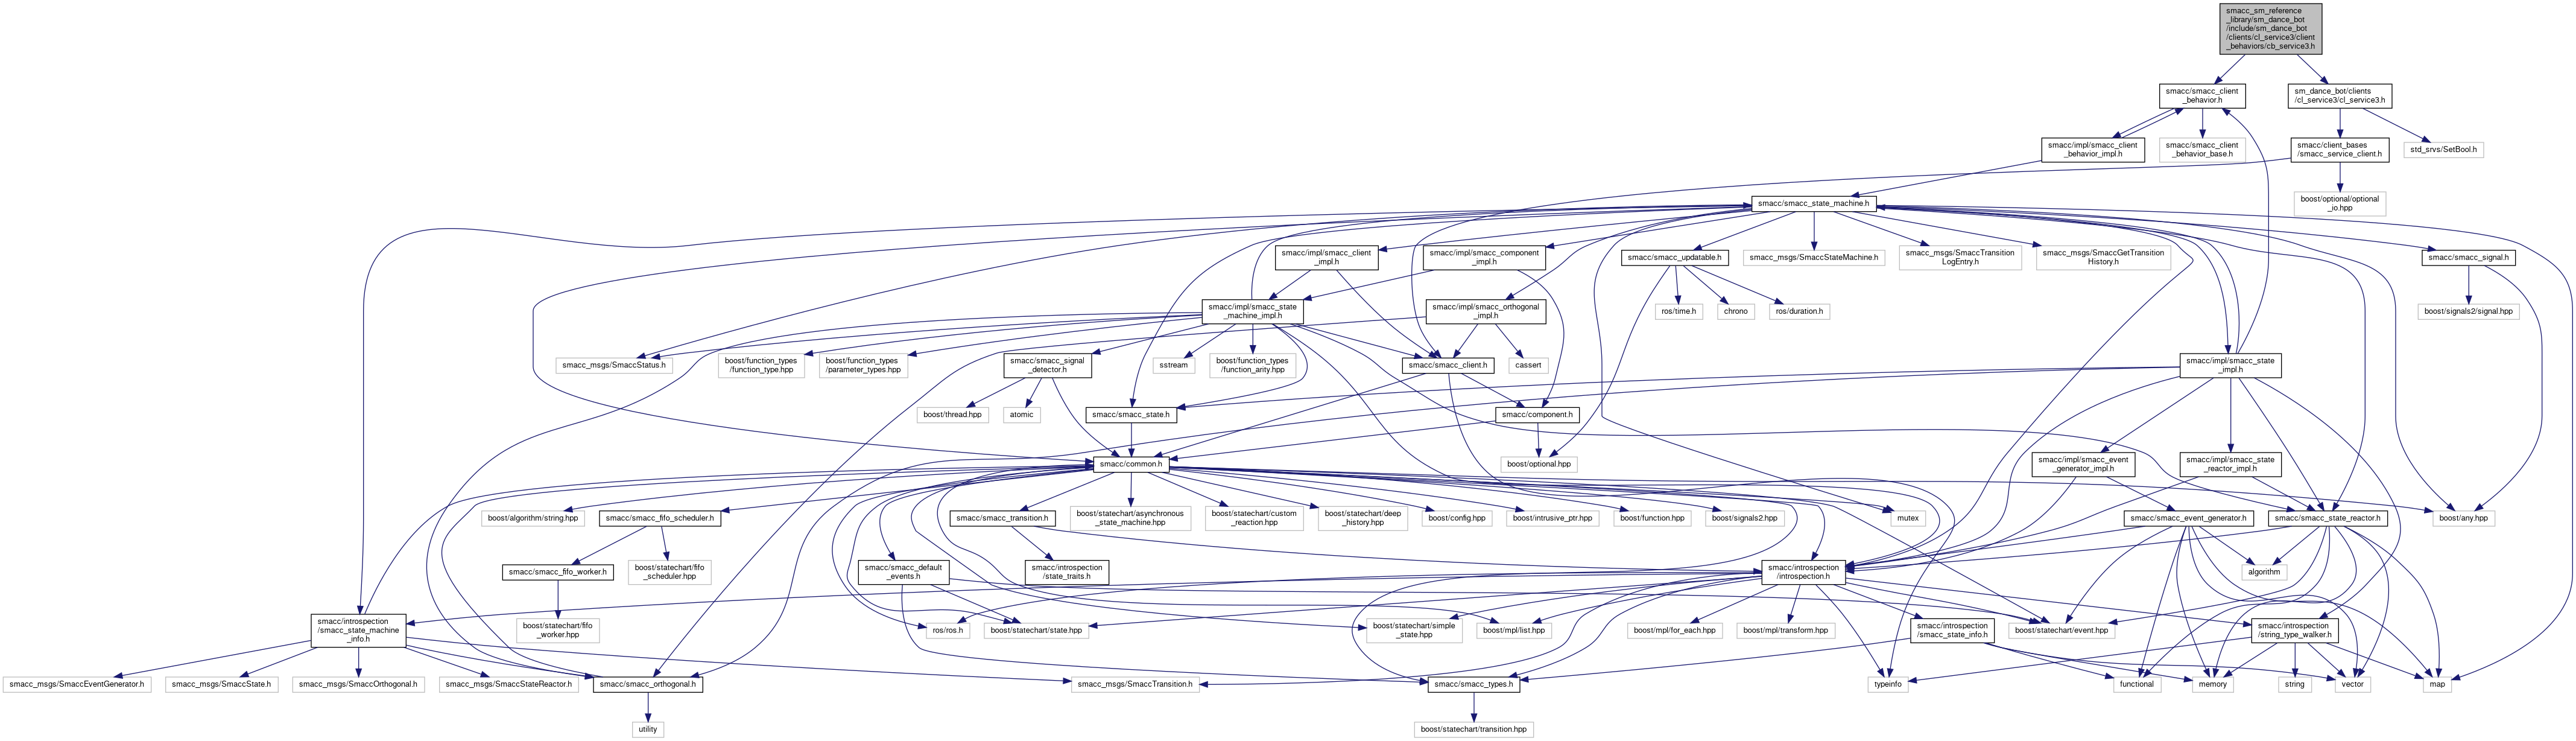 smacc_sm_reference
_library/sm_dance_bot
/include/sm_dance_bot
/clients/cl_service3/client
_behaviors/cb_service3.h
smacc/smacc_client
_behavior.h
sm_dance_bot/clients
/cl_service3/cl_service3.h
smacc/impl/smacc_client
_behavior_impl.h
smacc/smacc_client
_behavior_base.h
smacc/client_bases
/smacc_service_client.h
std_srvs/SetBool.h
smacc/smacc_state_machine.h
boost/optional/optional
_io.hpp
smacc/impl/smacc_client
_impl.h
smacc/impl/smacc_component
_impl.h
smacc/smacc_updatable.h
smacc_msgs/SmaccStateMachine.h
smacc_msgs/SmaccTransition
LogEntry.h
smacc_msgs/SmaccGetTransition
History.h
smacc/smacc_signal.h
smacc/impl/smacc_state
_machine_impl.h
smacc/impl/smacc_orthogonal
_impl.h
ros/time.h
chrono
ros/duration.h
boost/signals2/signal.hpp
smacc_msgs/SmaccStatus.h
boost/function_types
/function_type.hpp
boost/function_types
/parameter_types.hpp
smacc/smacc_signal
_detector.h
sstream
boost/function_types
/function_arity.hpp
smacc/smacc_client.h
cassert
smacc/impl/smacc_state
_impl.h
boost/thread.hpp
atomic
smacc/smacc_state.h
smacc/component.h
smacc/common.h
boost/optional.hpp
smacc/impl/smacc_event
_generator_impl.h
smacc/impl/smacc_state
_reactor_impl.h
boost/algorithm/string.hpp
smacc/smacc_fifo_scheduler.h
smacc/smacc_transition.h
boost/statechart/asynchronous
_state_machine.hpp
boost/statechart/custom
_reaction.hpp
boost/statechart/deep
_history.hpp
boost/config.hpp
boost/intrusive_ptr.hpp
boost/function.hpp
boost/signals2.hpp
mutex
smacc/smacc_event_generator.h
smacc/smacc_state_reactor.h
boost/any.hpp
smacc/smacc_fifo_worker.h
boost/statechart/fifo
_scheduler.hpp
smacc/smacc_default
_events.h
smacc/introspection
/state_traits.h
smacc/introspection
/introspection.h
algorithm
smacc/introspection
/smacc_state_machine
_info.h
boost/statechart/fifo
_worker.hpp
ros/ros.h
boost/statechart/state.hpp
boost/statechart/simple
_state.hpp
boost/mpl/list.hpp
boost/mpl/for_each.hpp
boost/mpl/transform.hpp
smacc/introspection
/smacc_state_info.h
boost/statechart/event.hpp
smacc/introspection
/string_type_walker.h
smacc_msgs/SmaccEventGenerator.h
smacc_msgs/SmaccState.h
smacc_msgs/SmaccOrthogonal.h
smacc_msgs/SmaccStateReactor.h
smacc/smacc_orthogonal.h
smacc_msgs/SmaccTransition.h
smacc/smacc_types.h
typeinfo
functional
memory
string
vector
map
utility
boost/statechart/transition.hpp